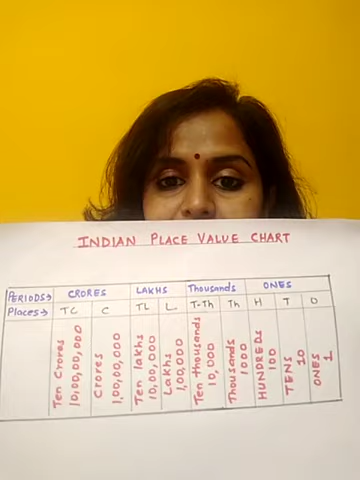 INDIAN PLACE VALUE CHART
PERIODS→ CRORES LAKHS Thousands ONES
Places→ TC C TL L T-Th Th H T O
Ten Crores
10,00,00,000
Crores
1,00,00,000
Ten lakhs
10,00,000
Lakhs
1,00,000
Ten thousands
10,000
Thousands
1000
HUNDREDS
100
TENS
10
ONES
1